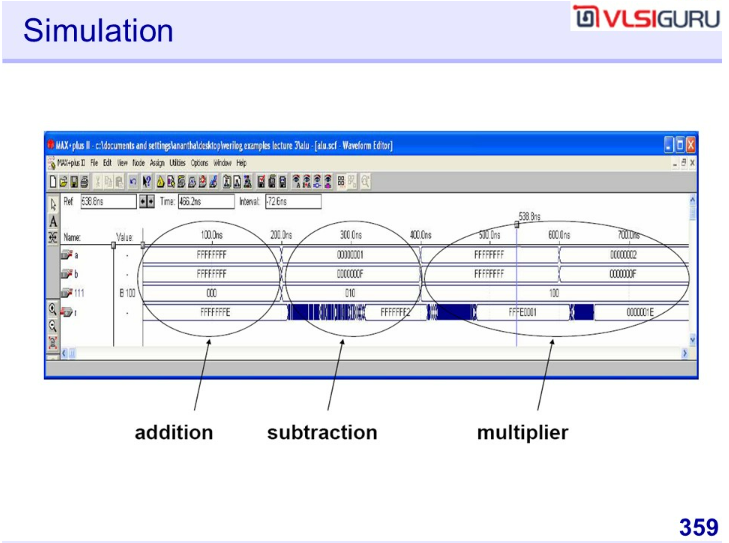 Simulation
VLSIGURU
MAX+plus II - c:\documents and settings\anantha\desktop\verilog examples lecture 3\alu - [alu.scf - Waveform Editor]
MAX+plus II File Edit View Node Assign Utilities Options Window Help
Ref: 538.8ns Time: 466.2ns Interval: -72.6ns
538.8ns
Name: Value: 100.0ns 200.0ns 300.0ns 400.0ns 500.0ns 600.0ns 700.0ns
a - FFFFFFFF 00000001 FFFFFFFF 00000002
b - FFFFFFFF 0000000F FFFFFFFF 0000000F
111 B 100 000 010 100
r - FFFFFFFE FFFFFFF2 FFFE0001 0000001E
addition subtraction multiplier
359